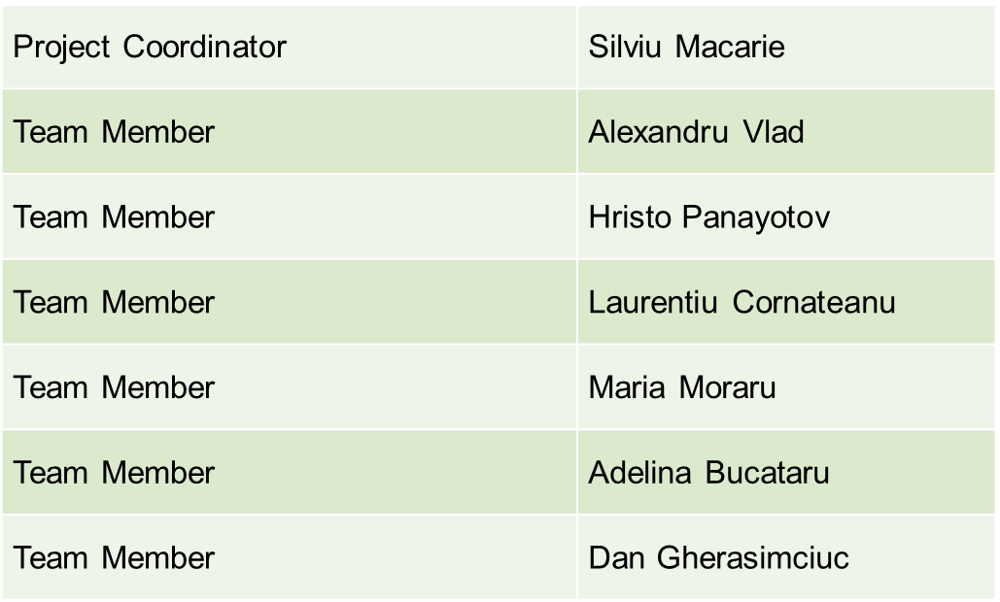 Project Coordinator Silviu Macarie
Team Member Alexandru Vlad
Team Member Hristo Panayotov
Team Member Laurentiu Cornateanu
Team Member Maria Moraru
Team Member Adelina Bucataru
Team Member Dan Gherasimciuc